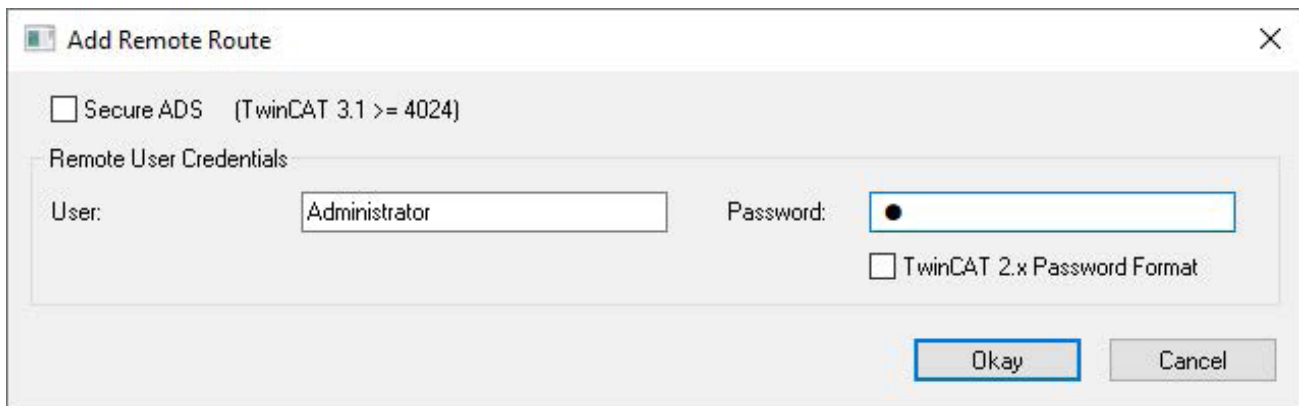 Add Remote Route
Secure ADS (TwinCAT 3.1 >= 4024)
Remote User Credentials
User: Administrator Password: ●
TwinCAT 2.x Password Format
Okay Cancel